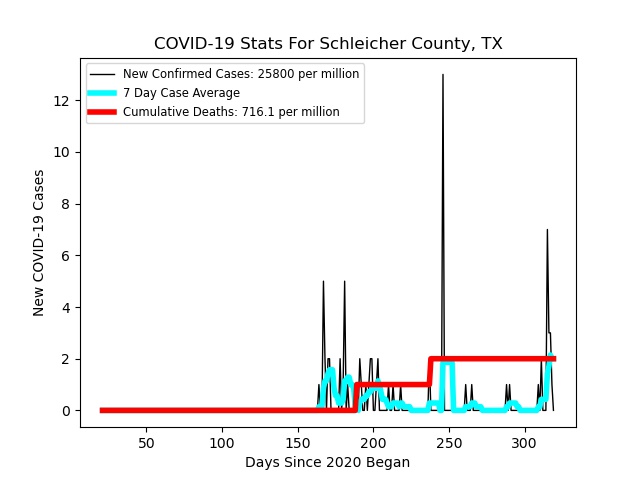 COVID-19 Stats For Schleicher County, TX
New Confirmed Cases: 25800 per million
7 Day Case Average
Cumulative Deaths: 716.1 per million
New COVID-19 Cases
12
10
8
6
4
2
0
50 100 150 200 250 300
Days Since 2020 Began